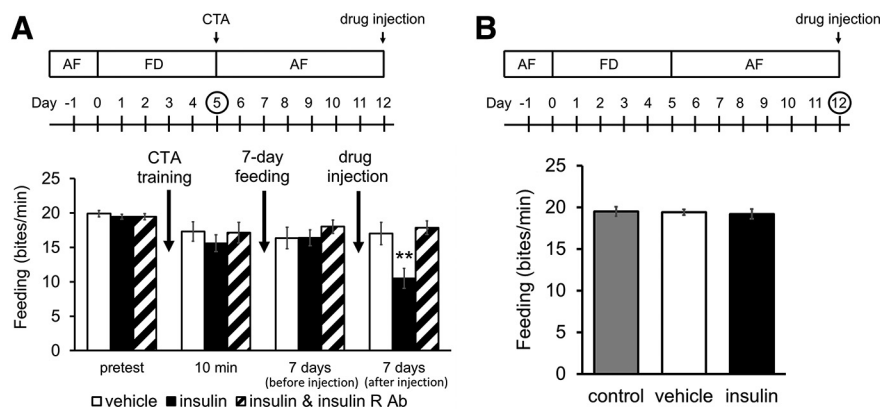 A
CTA
drug injection
AF FD AF
Day -1 0 1 2 3 4 5 6 7 8 9 10 11 12
CTA training
7-day feeding
drug injection
Feeding (bites/min)
25
20
15
10
5
0
**
pretest 10 min 7 days 7 days
(before injection) (after injection)
vehicle insulin insulin & insulin R Ab
B
drug injection
AF FD AF
Day -1 0 1 2 3 4 5 6 7 8 9 10 11 12
Feeding (bites/min)
25
20
15
10
5
0
control vehicle insulin